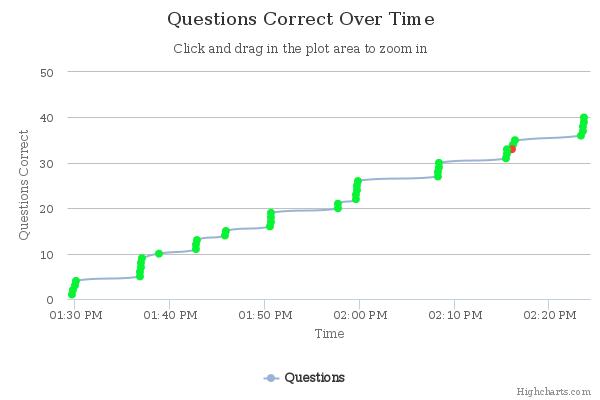 Questions Correct Over Time
Click and drag in the plot area to zoom in
Questions Correct
50
40
30
20
10
0
01:30 PM 01:40 PM 01:50 PM 02:00 PM 02:10 PM 02:20 PM
Time
Questions
Highcharts.com